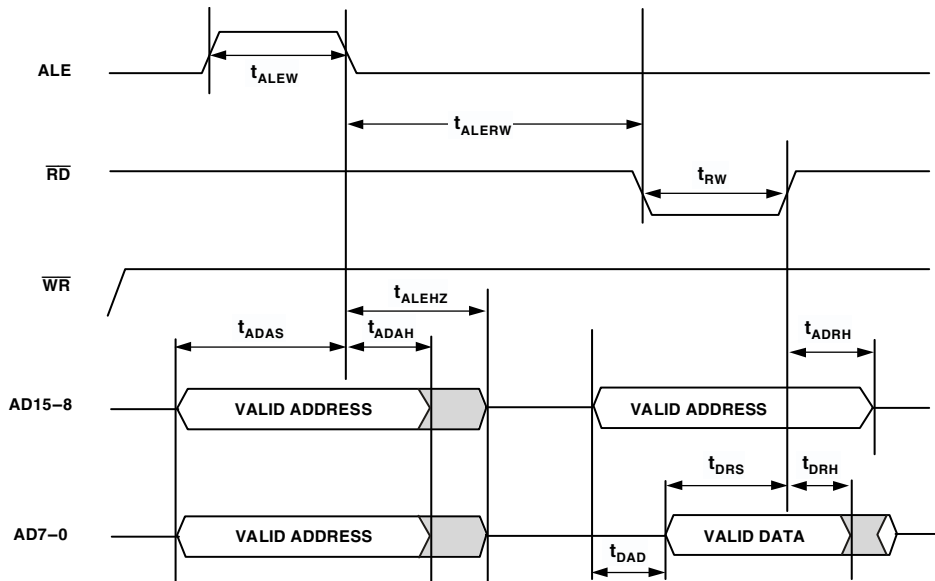 ALE
tALEW
tALERW
RD
tRW
WR
tALEHZ
tADAS
tADAH
tADRH
AD15–8
VALID ADDRESS
VALID ADDRESS
tDRS
tDRH
AD7–0
VALID ADDRESS
VALID DATA
tDAD